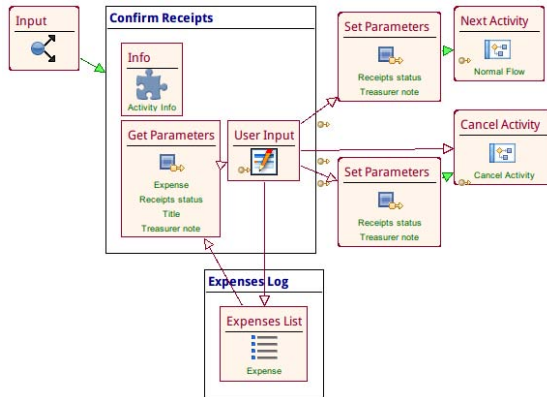 Input
Confirm Receipts
Info
Activity Info
Get Parameters
Expense
Receipts status
Title
Treasurer note
User Input
Set Parameters
Receipts status
Treasurer note
Next Activity
Normal Flow
Cancel Activity
Cancel Activity
Set Parameters
Receipts status
Treasurer note
Expenses Log
Expenses List
Expense